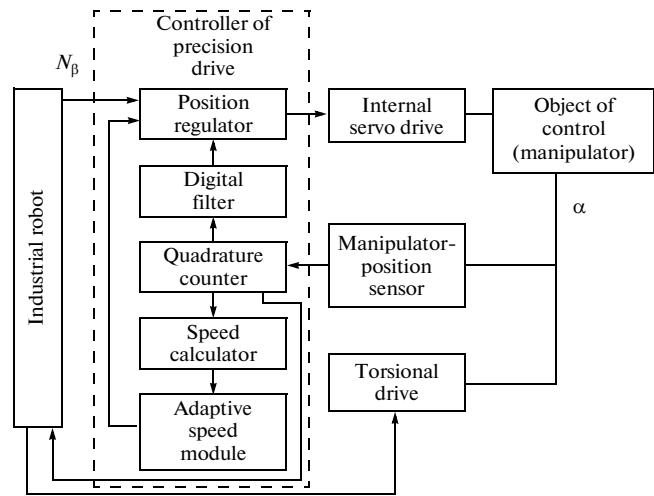 Controller of
precision
drive
Nβ
Position
regulator
Internal
servo drive
Object of
control
(manipulator)
Digital
filter
α
Industrial robot
Quadrature
counter
Manipulator-
position
sensor
Speed
calculator
Torsional
drive
Adaptive
speed
module